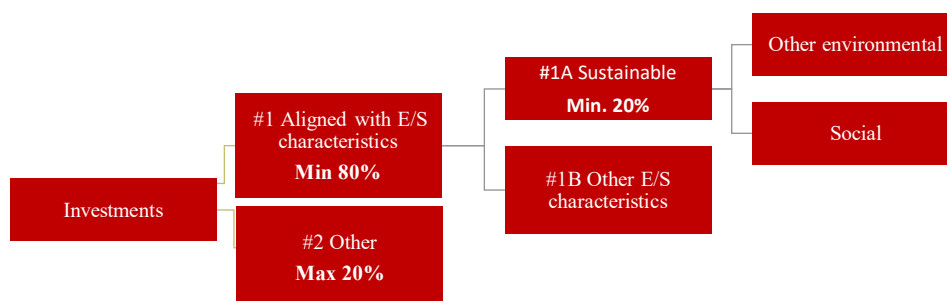 Investments
#1 Aligned with E/S
characteristics
Min 80%
#2 Other
Max 20%
#1A Sustainable
Min. 20%
#1B Other E/S
characteristics
Other environmental
Social